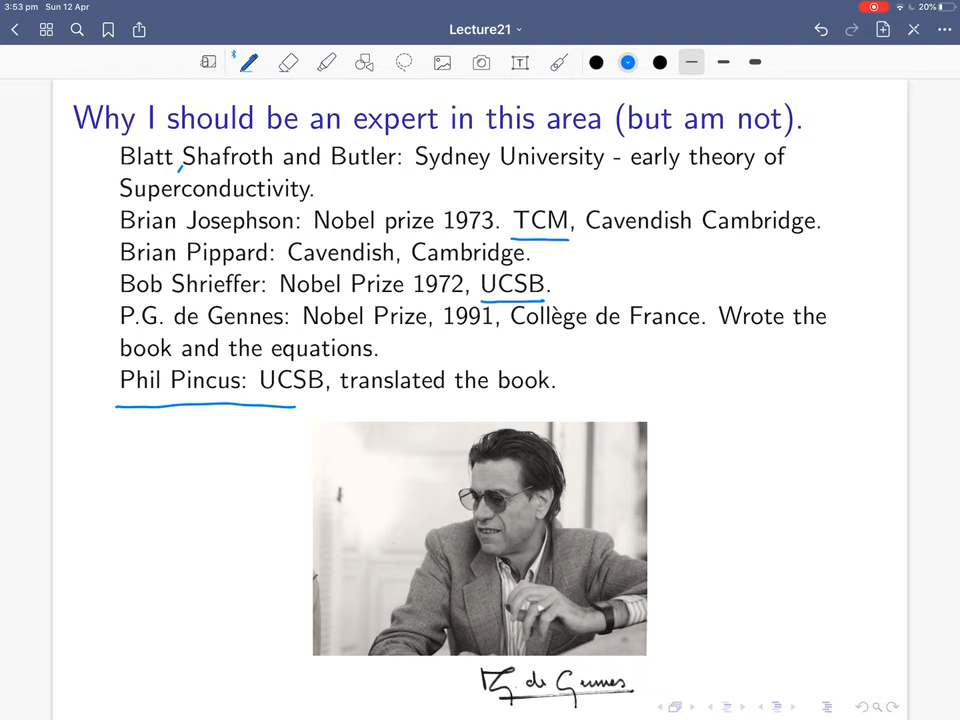 3:53 pm Sun 12 Apr 20%
Lecture21
Why I should be an expert in this area (but am not).
Blatt Shafroth and Butler: Sydney University - early theory of
Superconductivity.
Brian Josephson: Nobel prize 1973. TCM, Cavendish Cambridge.
Brian Pippard: Cavendish, Cambridge.
Bob Shrieffer: Nobel Prize 1972, UCSB.
P.G. de Gennes: Nobel Prize, 1991, Collège de France. Wrote the
book and the equations.
Phil Pincus: UCSB, translated the book.
de Gennes